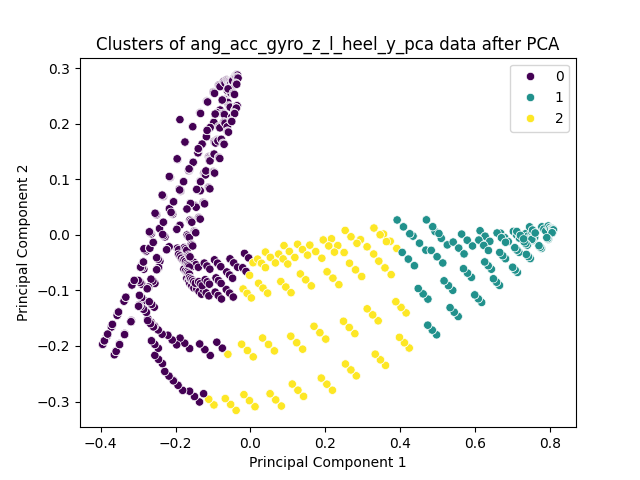 Clusters of ang_acc_gyro_z_l_heel_y_pca data after PCA
0
1
2
0.3
0.2
0.1
0.0
−0.1
−0.2
−0.3
Principal Component 2
−0.4 −0.2 0.0 0.2 0.4 0.6 0.8
Principal Component 1